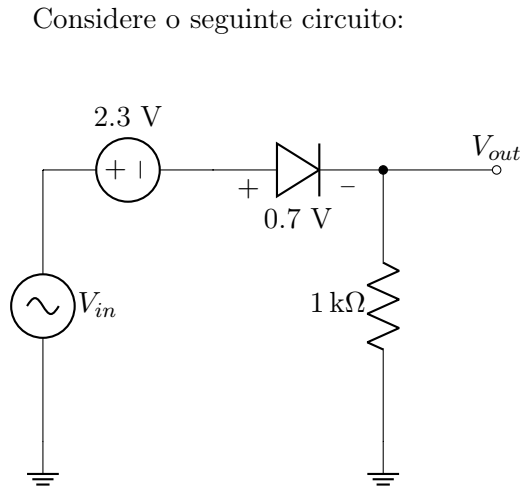 Considere o seguinte circuito:
2.3 V
+ −
V_out
+ −
0.7 V
V_in
1 kΩ